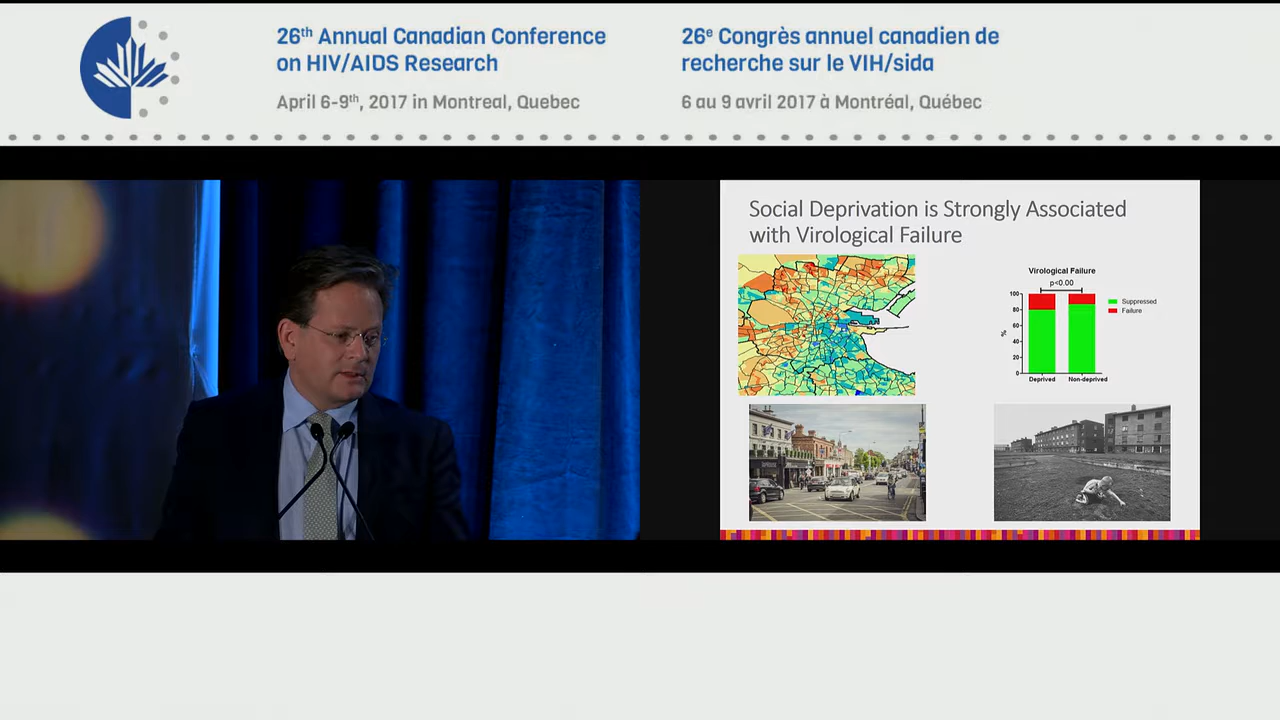 26th Annual Canadian Conference
on HIV/AIDS Research
April 6-9th, 2017 in Montreal, Quebec
26e Congrès annuel canadien de
recherche sur le VIH/sida
6 au 9 avril 2017 à Montréal, Québec
Social Deprivation is Strongly Associated
with Virological Failure
Virological Failure
p<0.00
100
80
60
40
20
0
%
Suppressed
Failure
Deprived
Non-deprived